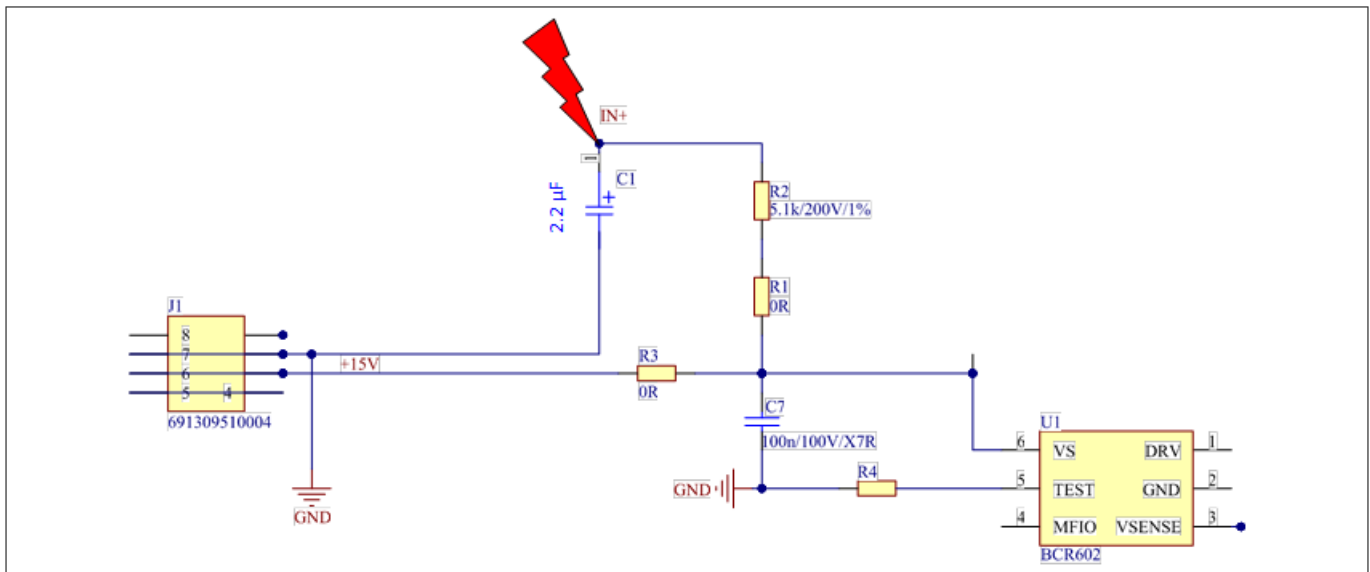 IN+
1
C1
2.2 µF
R2
5.1k/200V/1%
R1
0R
J1
8
7
6
5
4
691309510004
+15V
R3
0R
GND
C7
100n/100V/X7R
GND
R4
U1
6
VS
DRV
1
5
TEST
GND
2
4
MFIO
VSENSE
3
BCR602